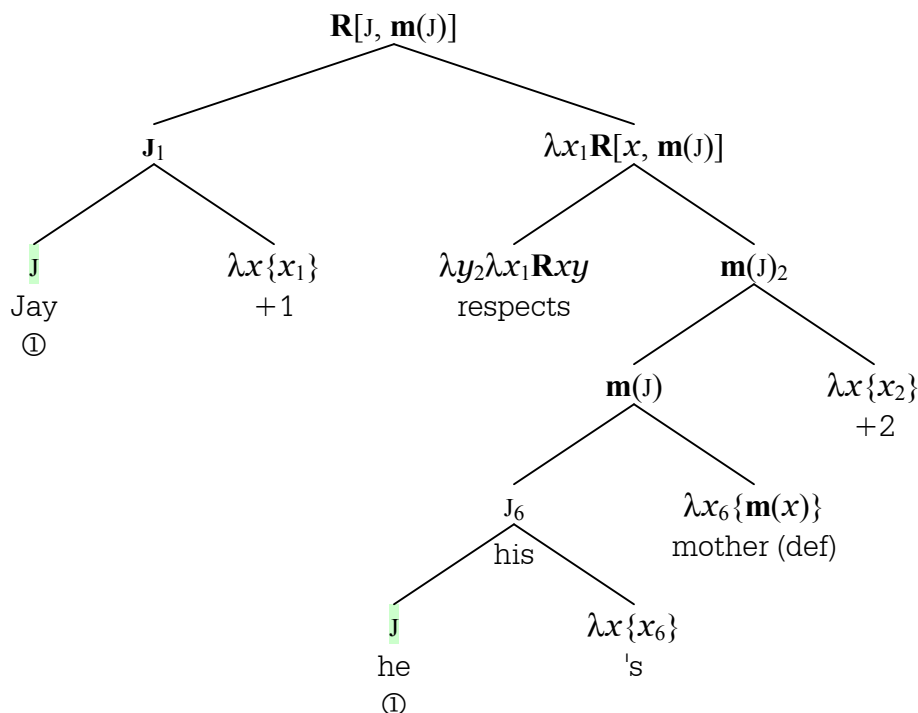 R[J, m(J)]
J₁ λx₁R[x, m(J)]
J λx{x₁} λy₂λx₁Rxy m(J)₂
Jay +1 respects
①
m(J) λx{x₂}
+2
J₆ λx₆{m(x)}
his mother (def)
J λx{x₆}
he 's
①